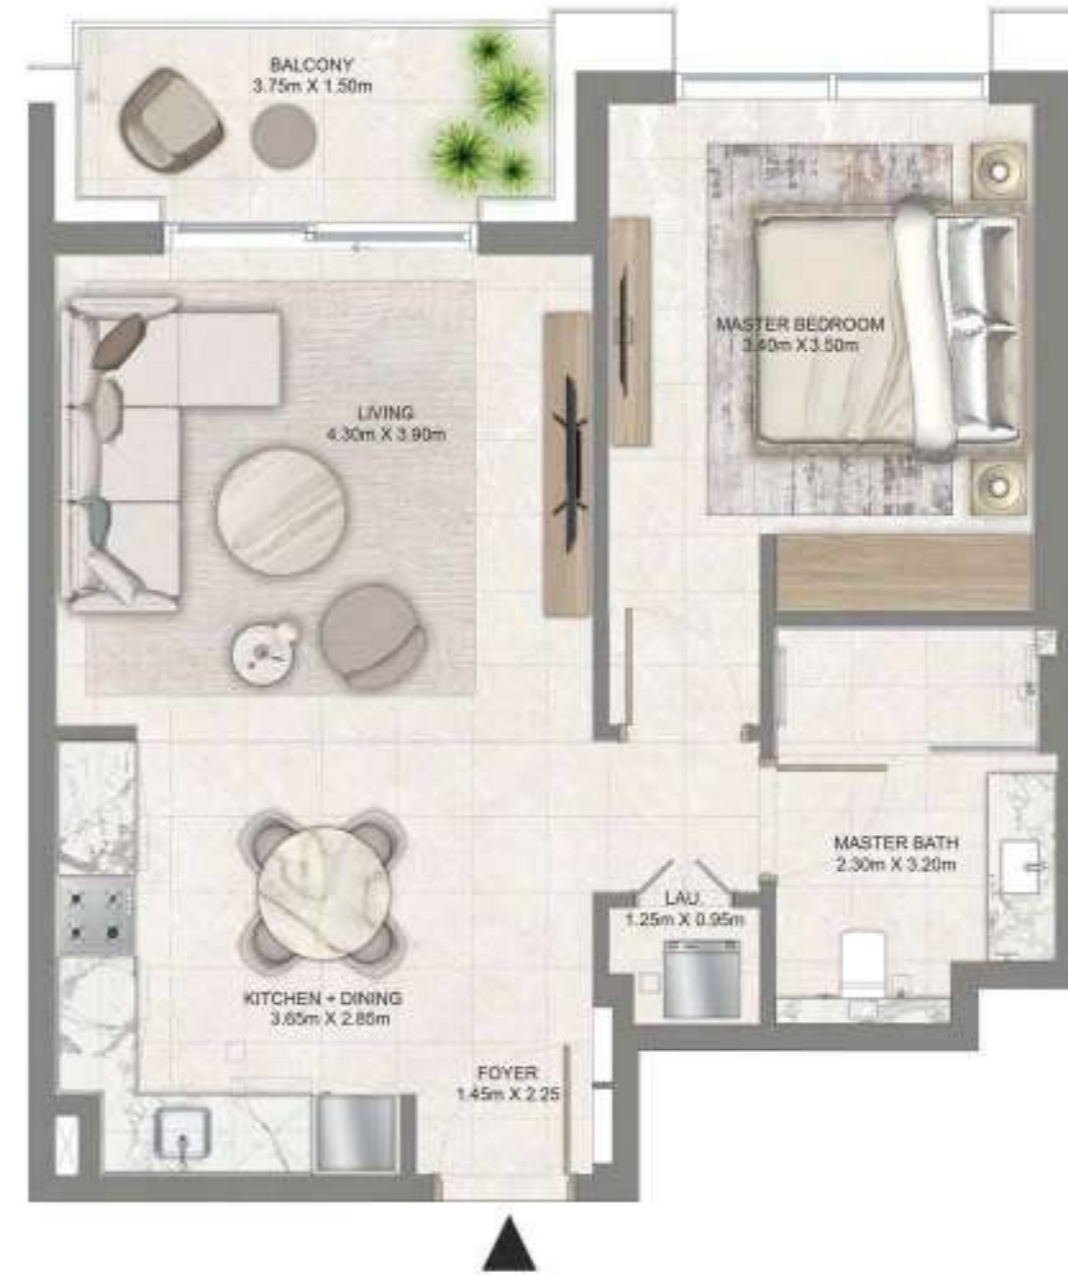 BALCONY
3.75m X 1.50m
MASTER BEDROOM
3.40m X3.50m
LIVING
4.30m X 3.90m
MASTER BATH
2.30m X 3.20m
LAU.
1.25m X 0.95m
KITCHEN + DINING
3.65m X 2.85m
FOYER
1.45m X 2.25